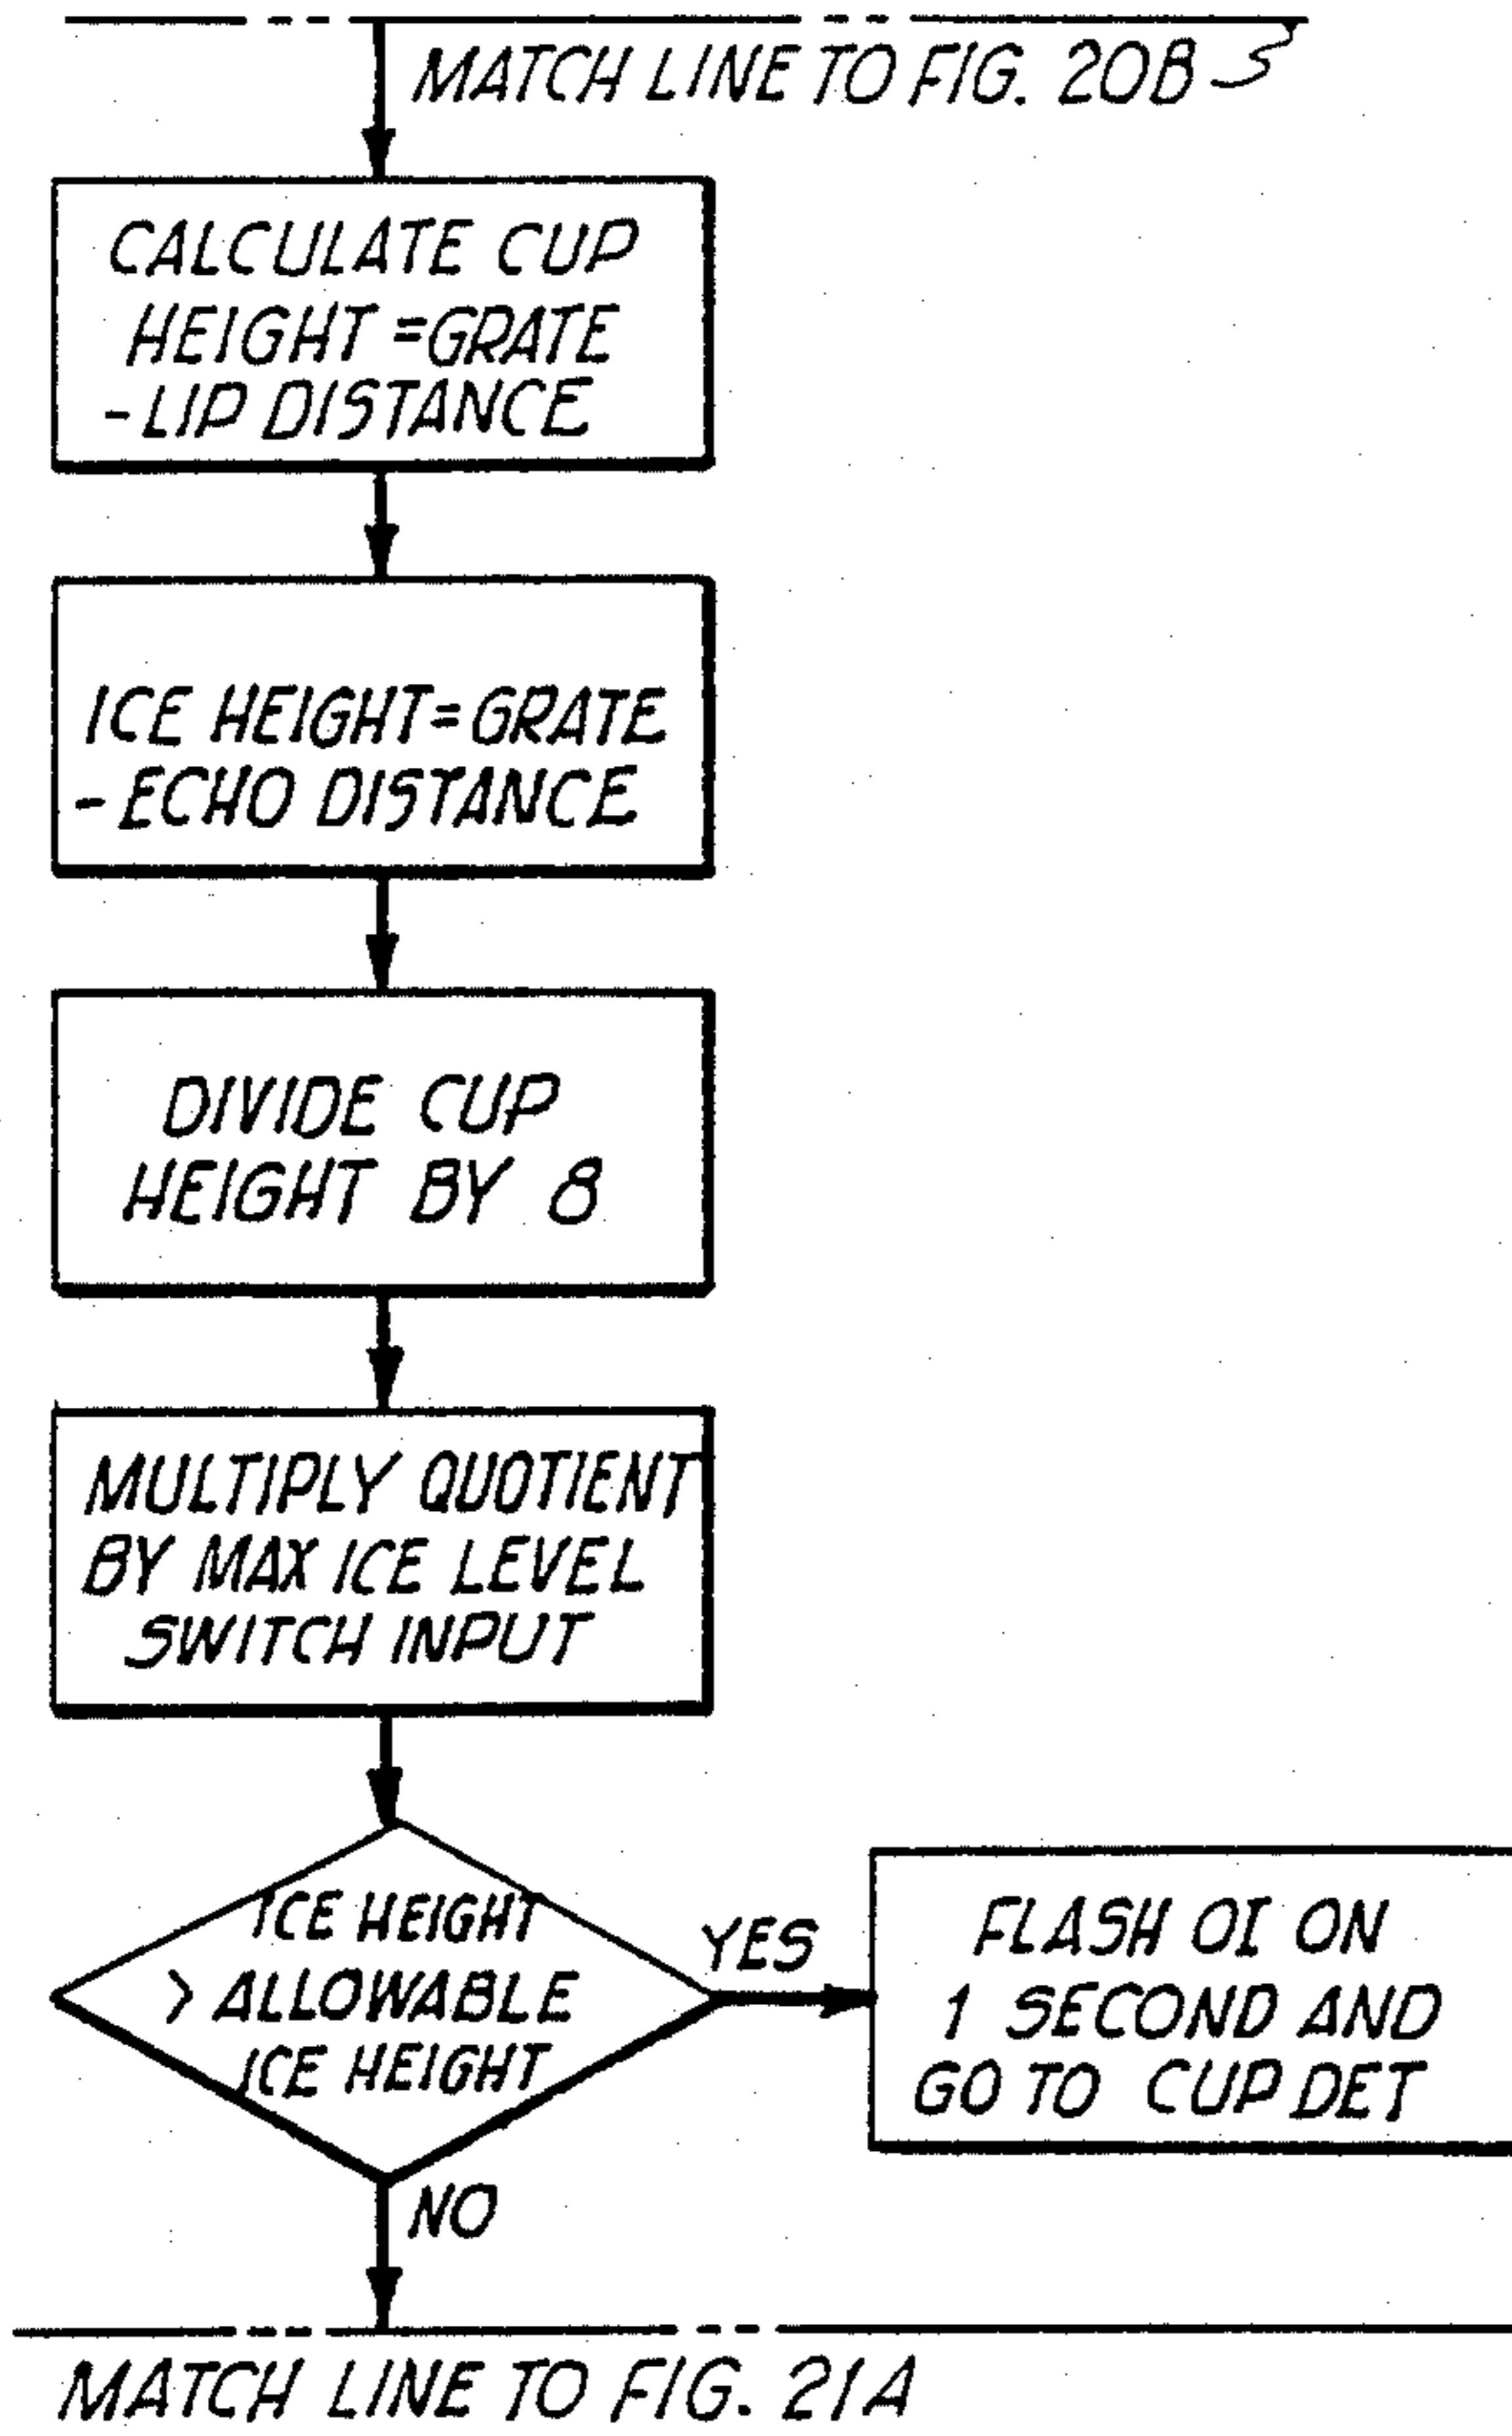 MATCH LINE TO FIG. 20B
CALCULATE CUP
HEIGHT =GRATE
-LIP DISTANCE
ICE HEIGHT=GRATE
-ECHO DISTANCE
DIVIDE CUP
HEIGHT BY 8
MULTIPLY QUOTIENT
BY MAX ICE LEVEL
SWITCH INPUT
ICE HEIGHT
> ALLOWABLE
ICE HEIGHT
YES
FLASH OI ON
1 SECOND AND
GO TO CUP DET
NO
MATCH LINE TO FIG. 21A